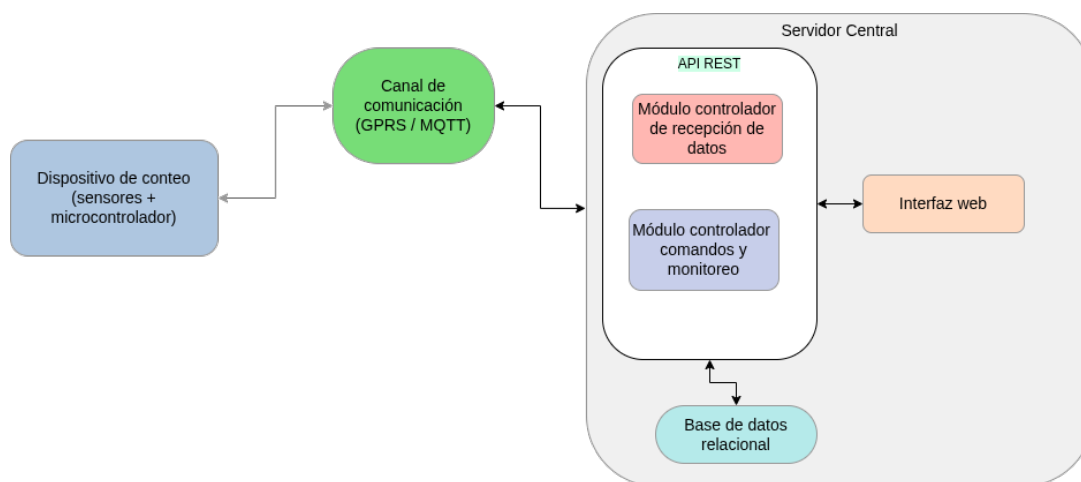 Servidor Central
API REST
Canal de
comunicación
(GPRS / MQTT)
Módulo controlador
de recepción de
datos
Dispositivo de conteo
(sensores +
microcontrolador)
Interfaz web
Módulo controlador
comandos y
monitoreo
Base de datos
relacional